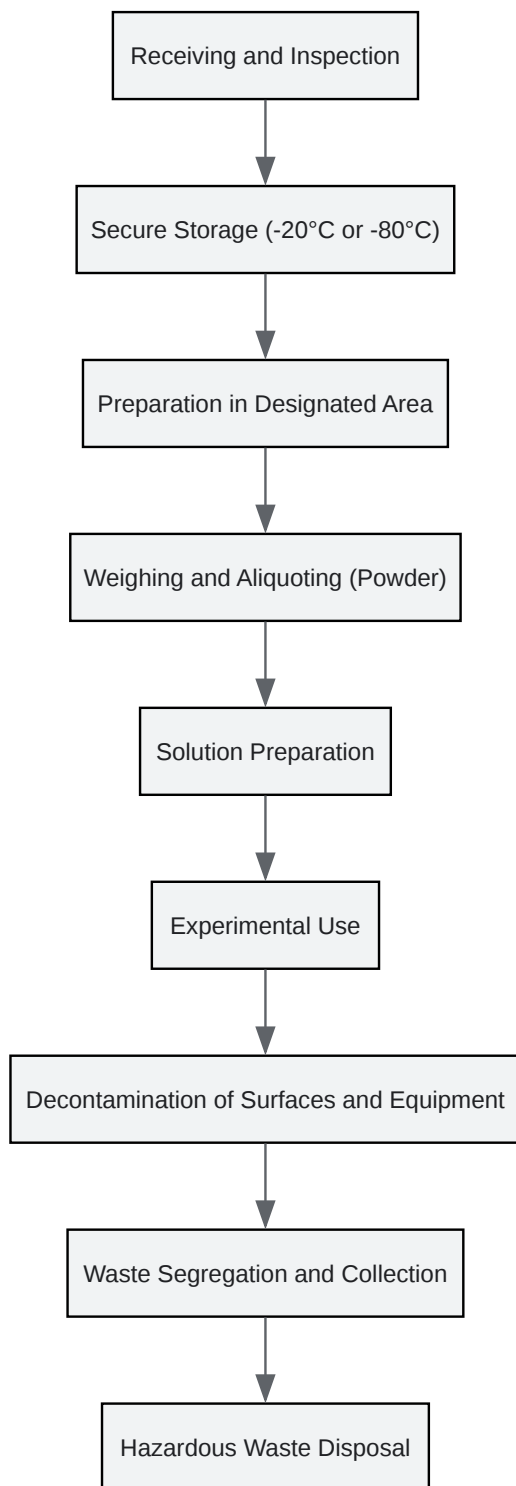 Receiving and Inspection
Secure Storage (-20°C or -80°C)
Preparation in Designated Area
Weighing and Aliquoting (Powder)
Solution Preparation
Experimental Use
Decontamination of Surfaces and Equipment
Waste Segregation and Collection
Hazardous Waste Disposal